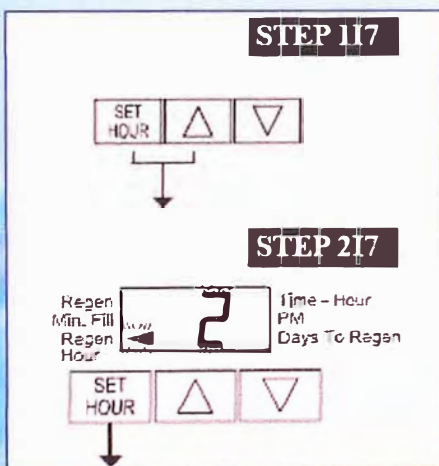 STEP 1I7
SET
HOUR
STEP 2I7
Regen
Min. Fill
Regen
Hour
2
Time – Hour
PM
Days To Regen
SET
HOUR